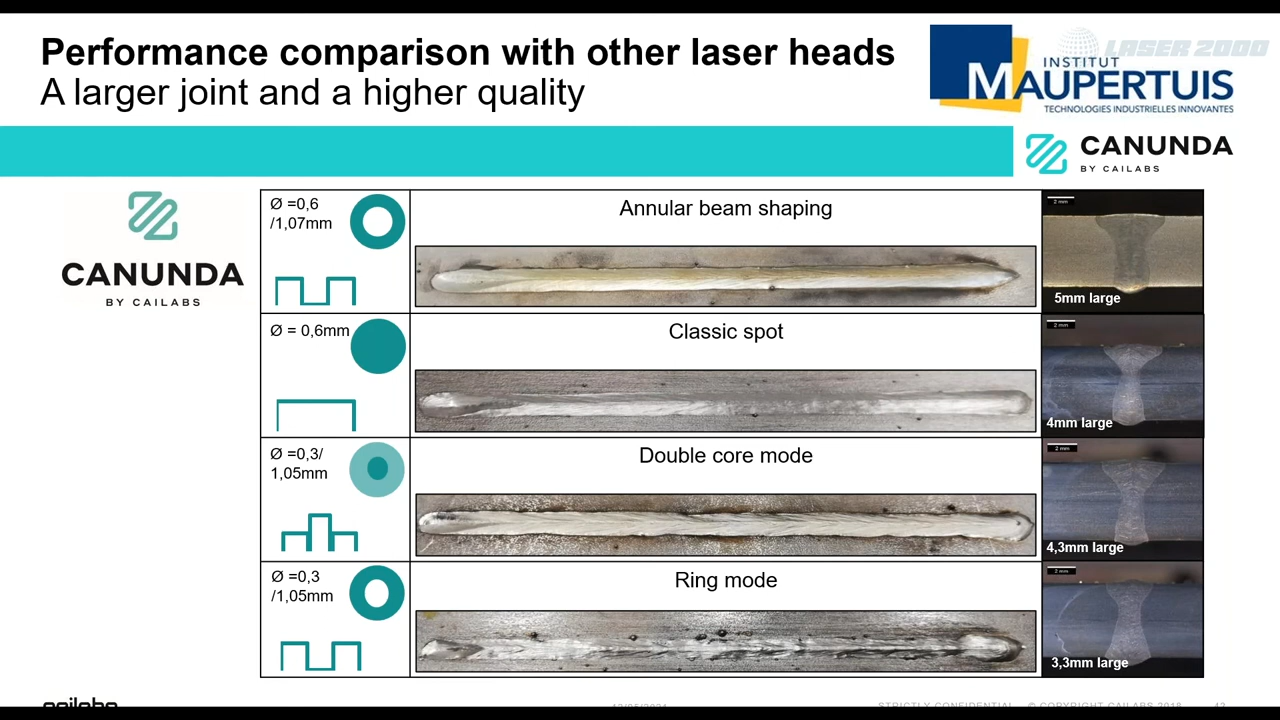 Performance comparison with other laser heads
A larger joint and a higher quality
LASER 2000
INSTITUT
MAUPERTUIS
TECHNOLOGIES INDUSTRIELLES INNOVANTES
CANUNDA
BY CAILABS
CANUNDA
BY CAILABS
Ø =0,6
/1,07mm
Annular beam shaping
2 mm
5mm large
Ø = 0,6mm
Classic spot
2 mm
4mm large
Ø =0,3/
1,05mm
Double core mode
2 mm
4,3mm large
Ø =0,3
/1,05mm
Ring mode
2 mm
3,3mm large
cailabs
STRICTLY CONFIDENTIAL © COPYRIGHT CAILABS 2018 42